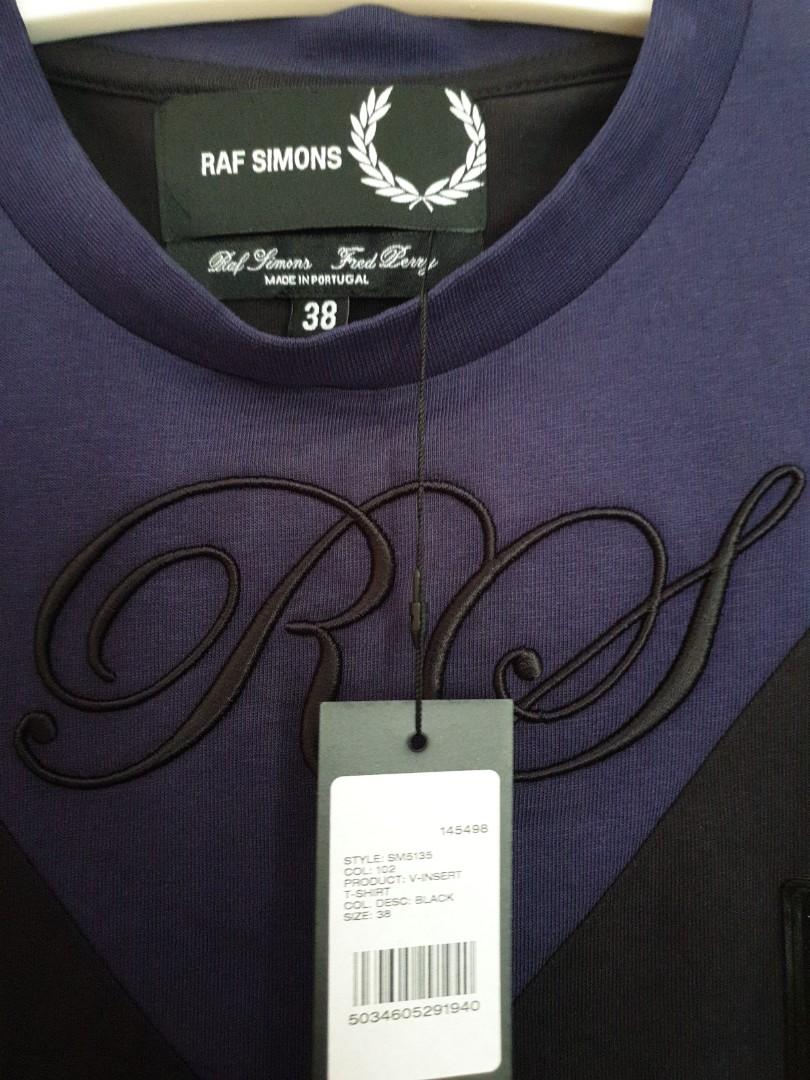 RAF SIMONS
Raf Simons Fred Perry
MADE IN PORTUGAL
38
RS
145498
STYLE: SM5135
COL: 102
PRODUCT: V-INSERT
T-SHIRT
COL. DESC: BLACK
SIZE: 38
5034605291940